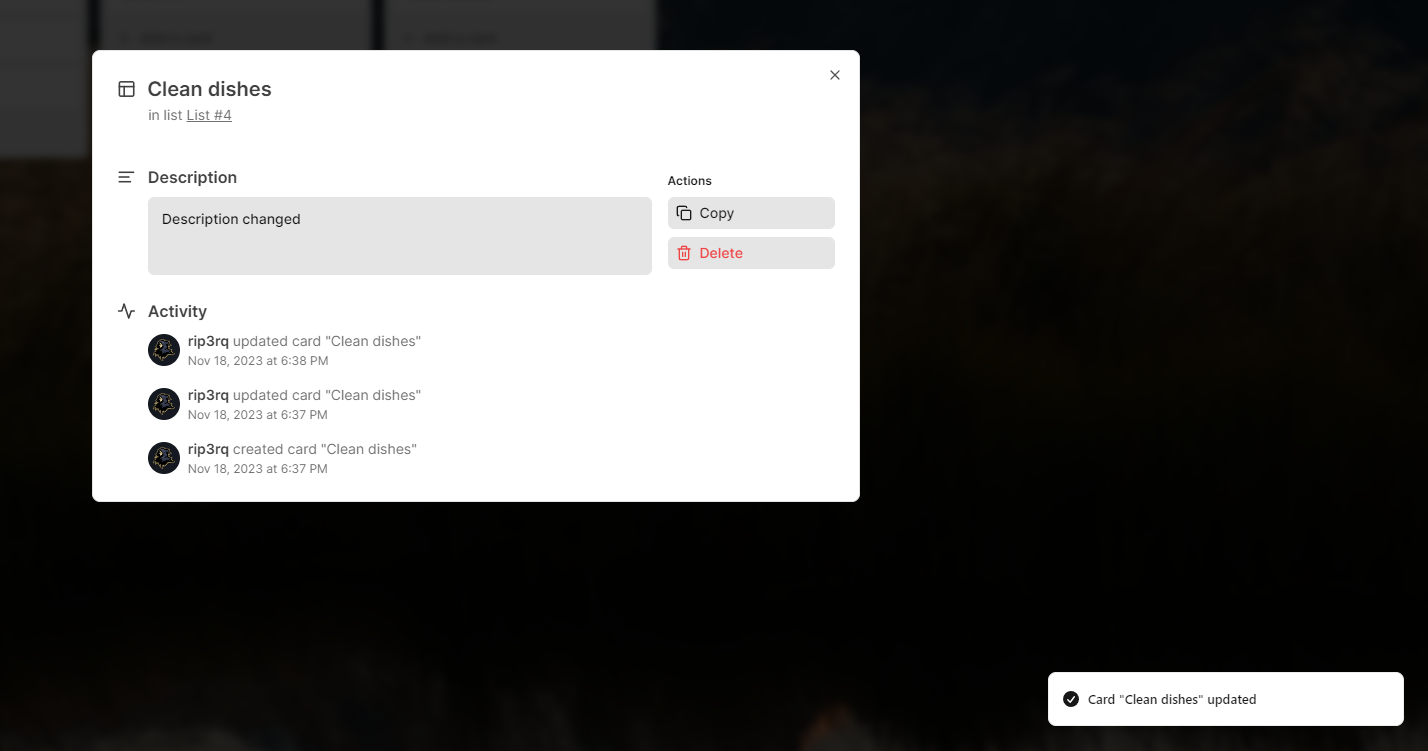 Clean dishes
in list List #4
Description
Description changed
Actions
Copy
Delete
Activity
rip3rq updated card "Clean dishes"
Nov 18, 2023 at 6:38 PM
rip3rq updated card "Clean dishes"
Nov 18, 2023 at 6:37 PM
rip3rq created card "Clean dishes"
Nov 18, 2023 at 6:37 PM
Card "Clean dishes" updated